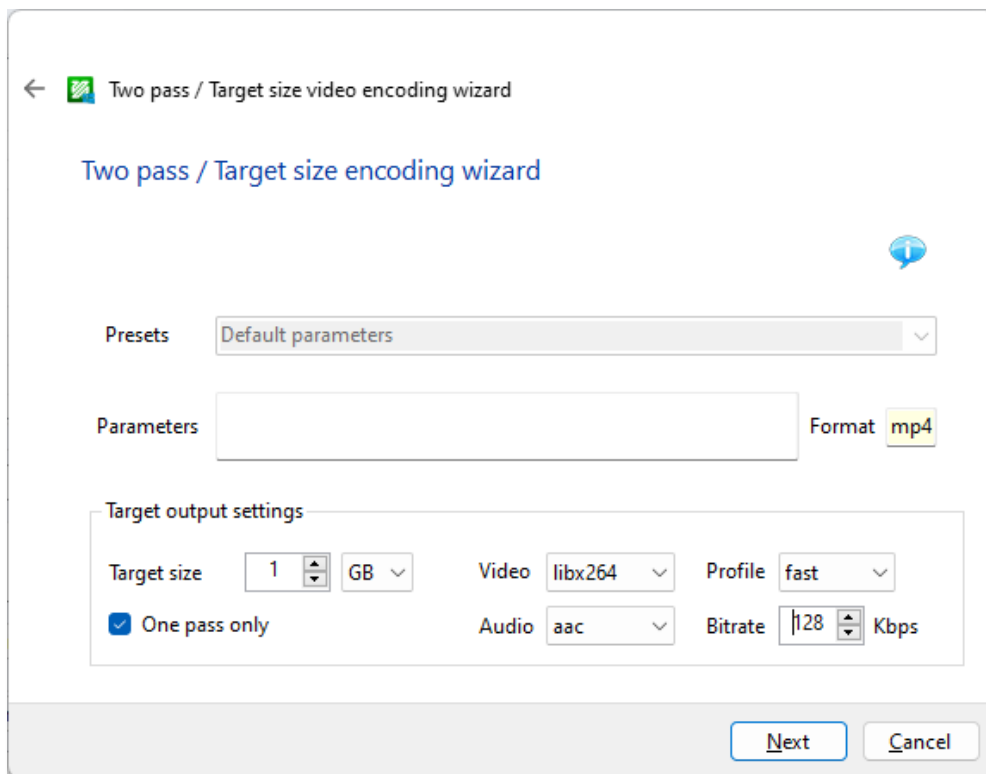 Two pass / Target size video encoding wizard
Two pass / Target size encoding wizard
Presets Default parameters
Parameters Format mp4
Target output settings
Target size 1 GB Video libx264 Profile fast
One pass only Audio aac Bitrate 128 Kbps
Next Cancel